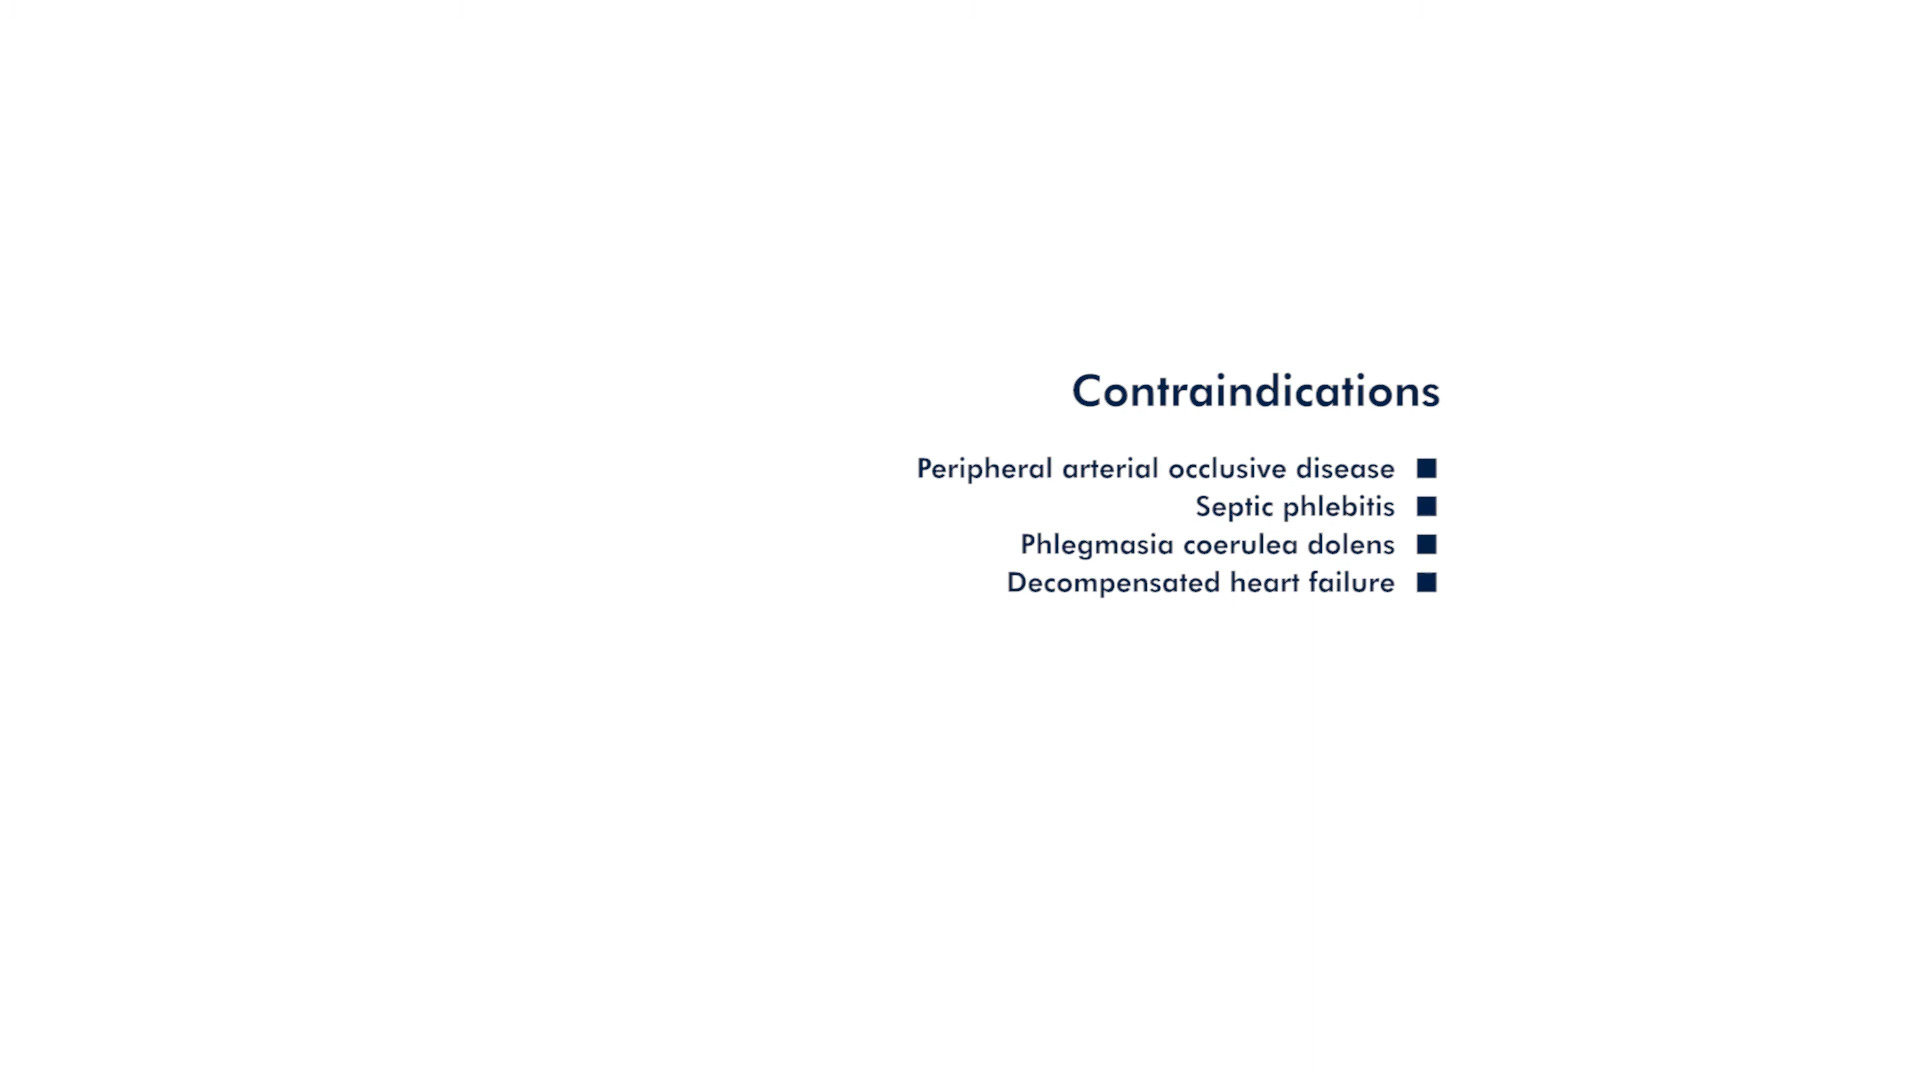 Contraindications
Peripheral arterial occlusive disease ■
Septic phlebitis ■
Phlegmasia coerulea dolens ■
Decompensated heart failure ■